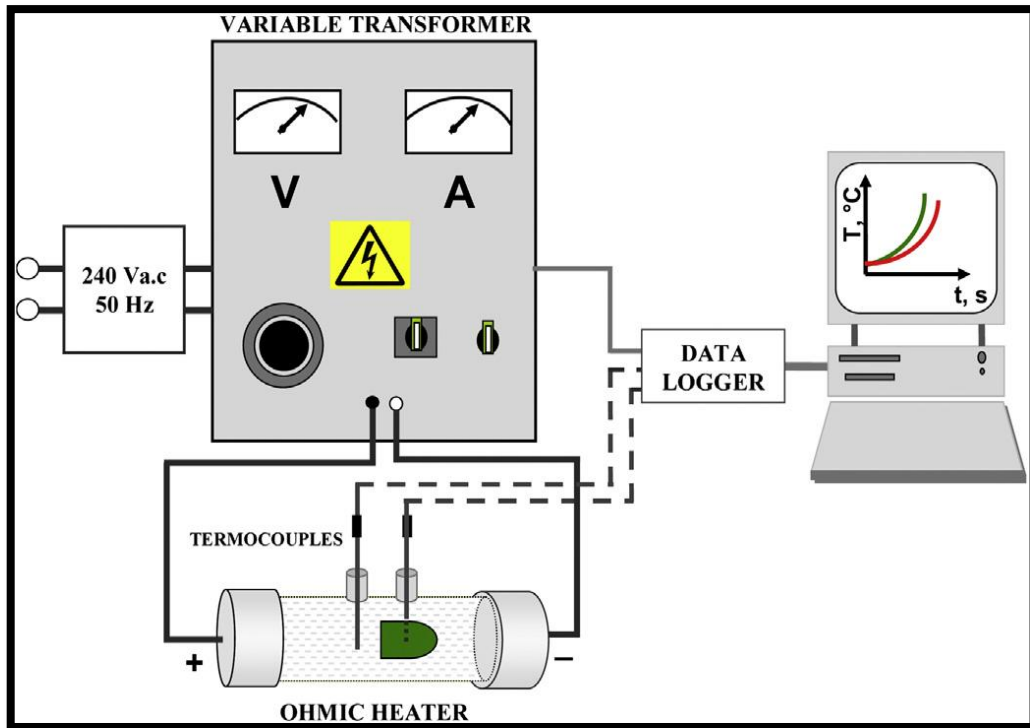 VARIABLE TRANSFORMER
V
A
240 Va.c
50 Hz
T, °C
t, s
DATA
LOGGER
TERMOCOUPLES
+
–
OHMIC HEATER